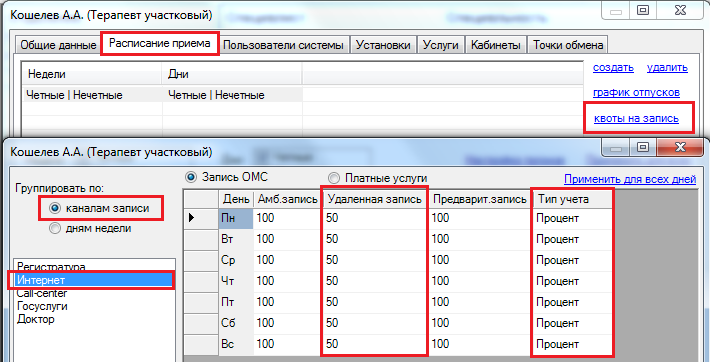 Кошелев А.А. (Терапевт участковый)
Общие данные Расписание приема Пользователи системы Установки Услуги Кабинеты Точки обмена
Недели Дни создать удалить
Четные | Нечетные Четные | Нечетные график отпусков
квоты на запись
Кошелев А.А. (Терапевт участковый)
Группировать по: Запись ОМС Платные услуги Применить для всех дней
каналам записи
дням недели
День Амб.запись Удаленная запись Предварит.запись Тип учета
Пн 100 50 100 Процент
Вт 100 50 100 Процент
Ср 100 50 100 Процент
Чт 100 50 100 Процент
Пт 100 50 100 Процент
Сб 100 50 100 Процент
Вс 100 50 100 Процент
Регистратура
Интернет
Call-center
Госуслуги
Доктор